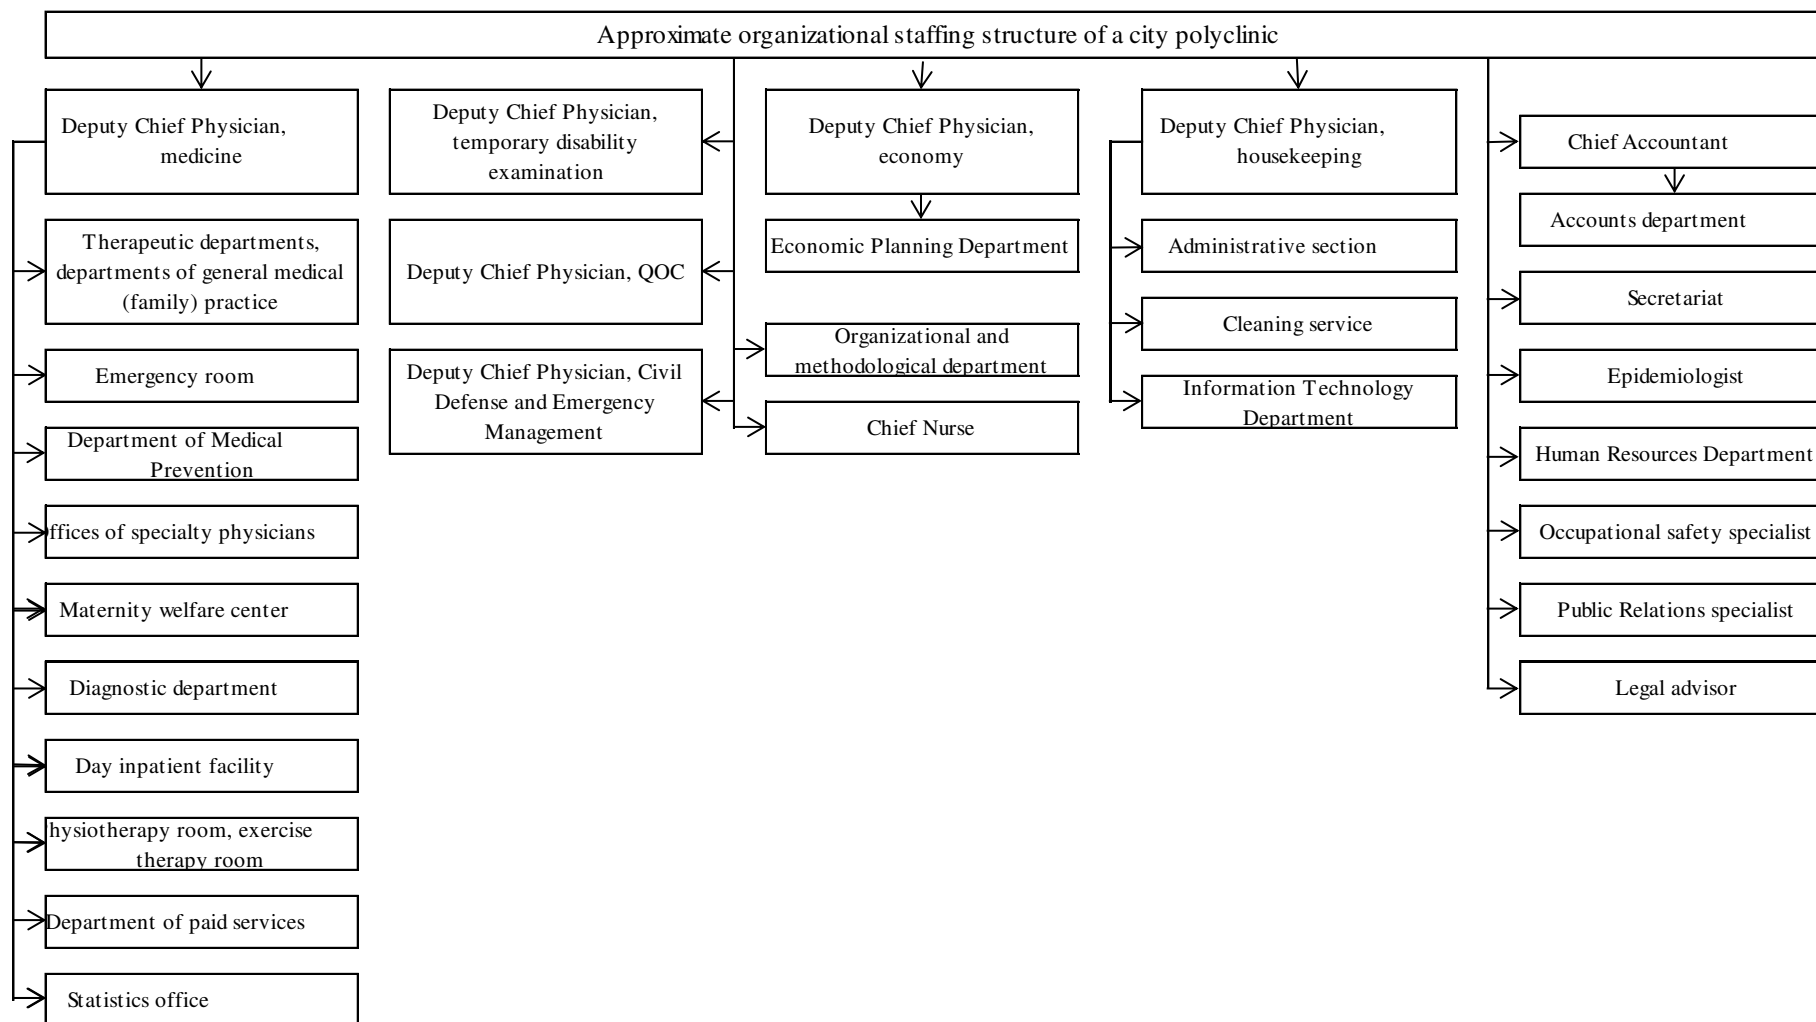 Approximate organizational staffing structure of a city polyclinic
Deputy Chief Physician,
medicine
Therapeutic departments,
departments of general medical
(family) practice
Emergency room
Department of Medical
Prevention
ffices of specialty physicians
Maternity welfare center
Diagnostic department
Day inpatient facility
hysiotherapy room, exercise
therapy room
Department of paid services
Statistics office
Deputy Chief Physician,
temporary disability
examination
Deputy Chief Physician, QOC
Deputy Chief Physician, Civil
Defense and Emergency
Management
Deputy Chief Physician,
economy
Economic Planning Department
Organizational and
methodological department
Chief Nurse
Deputy Chief Physician,
housekeeping
Administrative section
Cleaning service
Information Technology
Department
Chief Accountant
Accounts department
Secretariat
Epidemiologist
Human Resources Department
Occupational safety specialist
Public Relations specialist
Legal advisor